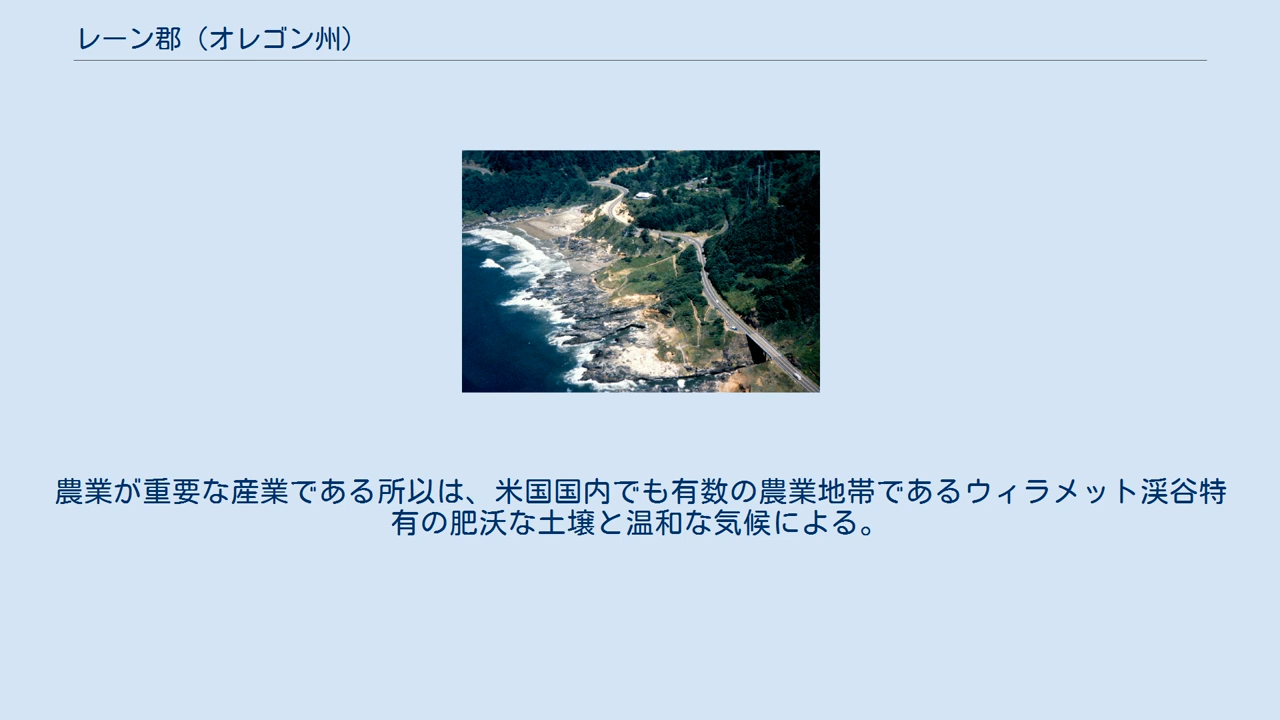 レーン郡（オレゴン州）
農業が重要な産業である所以は、米国国内でも有数の農業地帯であるウィラメット渓谷特
有の肥沃な土壌と温和な気候による。